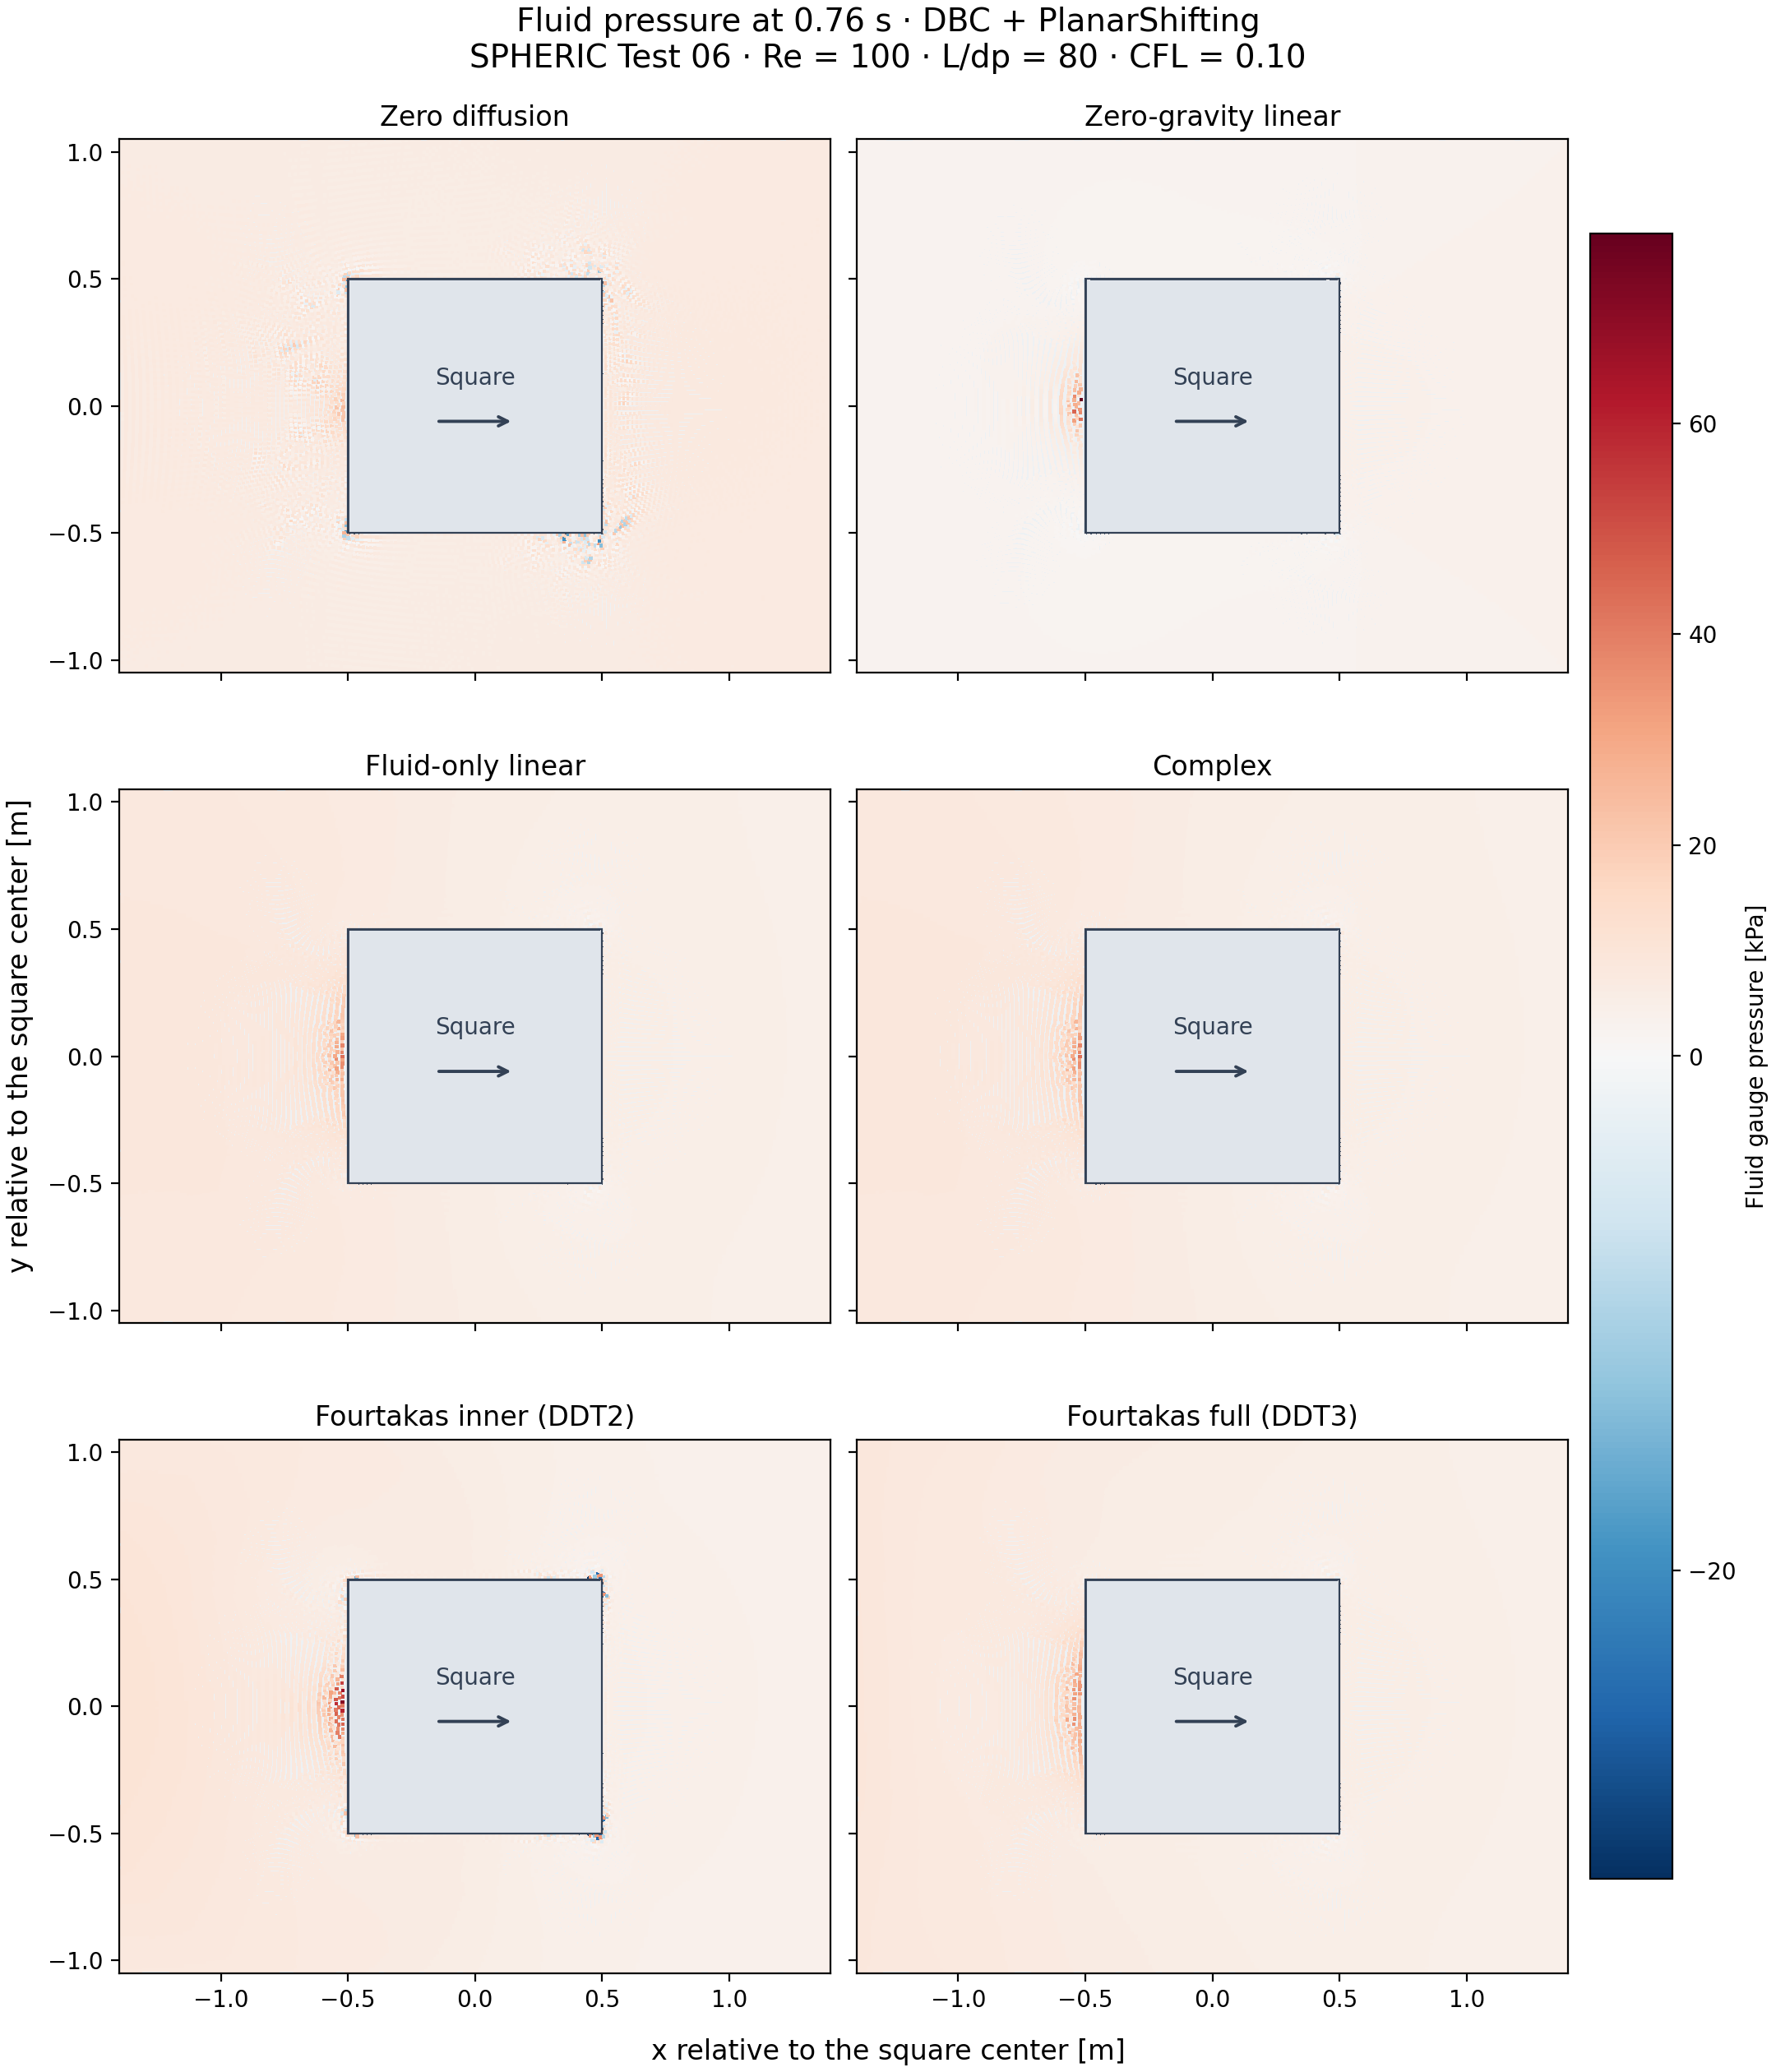 Fluid pressure at 0.76 s · DBC + PlanarShifting
SPHERIC Test 06 · Re = 100 · L/dp = 80 · CFL = 0.10
Zero diffusion
Zero-gravity linear
1.0
0.5
0.0
−0.5
−1.0
Square
Square
Fluid-only linear
Complex
1.0
0.5
0.0
−0.5
−1.0
Square
Square
Fourtakas inner (DDT2)
Fourtakas full (DDT3)
1.0
0.5
0.0
−0.5
−1.0
Square
Square
−1.0 −0.5 0.0 0.5 1.0
−1.0 −0.5 0.0 0.5 1.0
x relative to the square center [m]
y relative to the square center [m]
60
40
20
0
−20
Fluid gauge pressure [kPa]